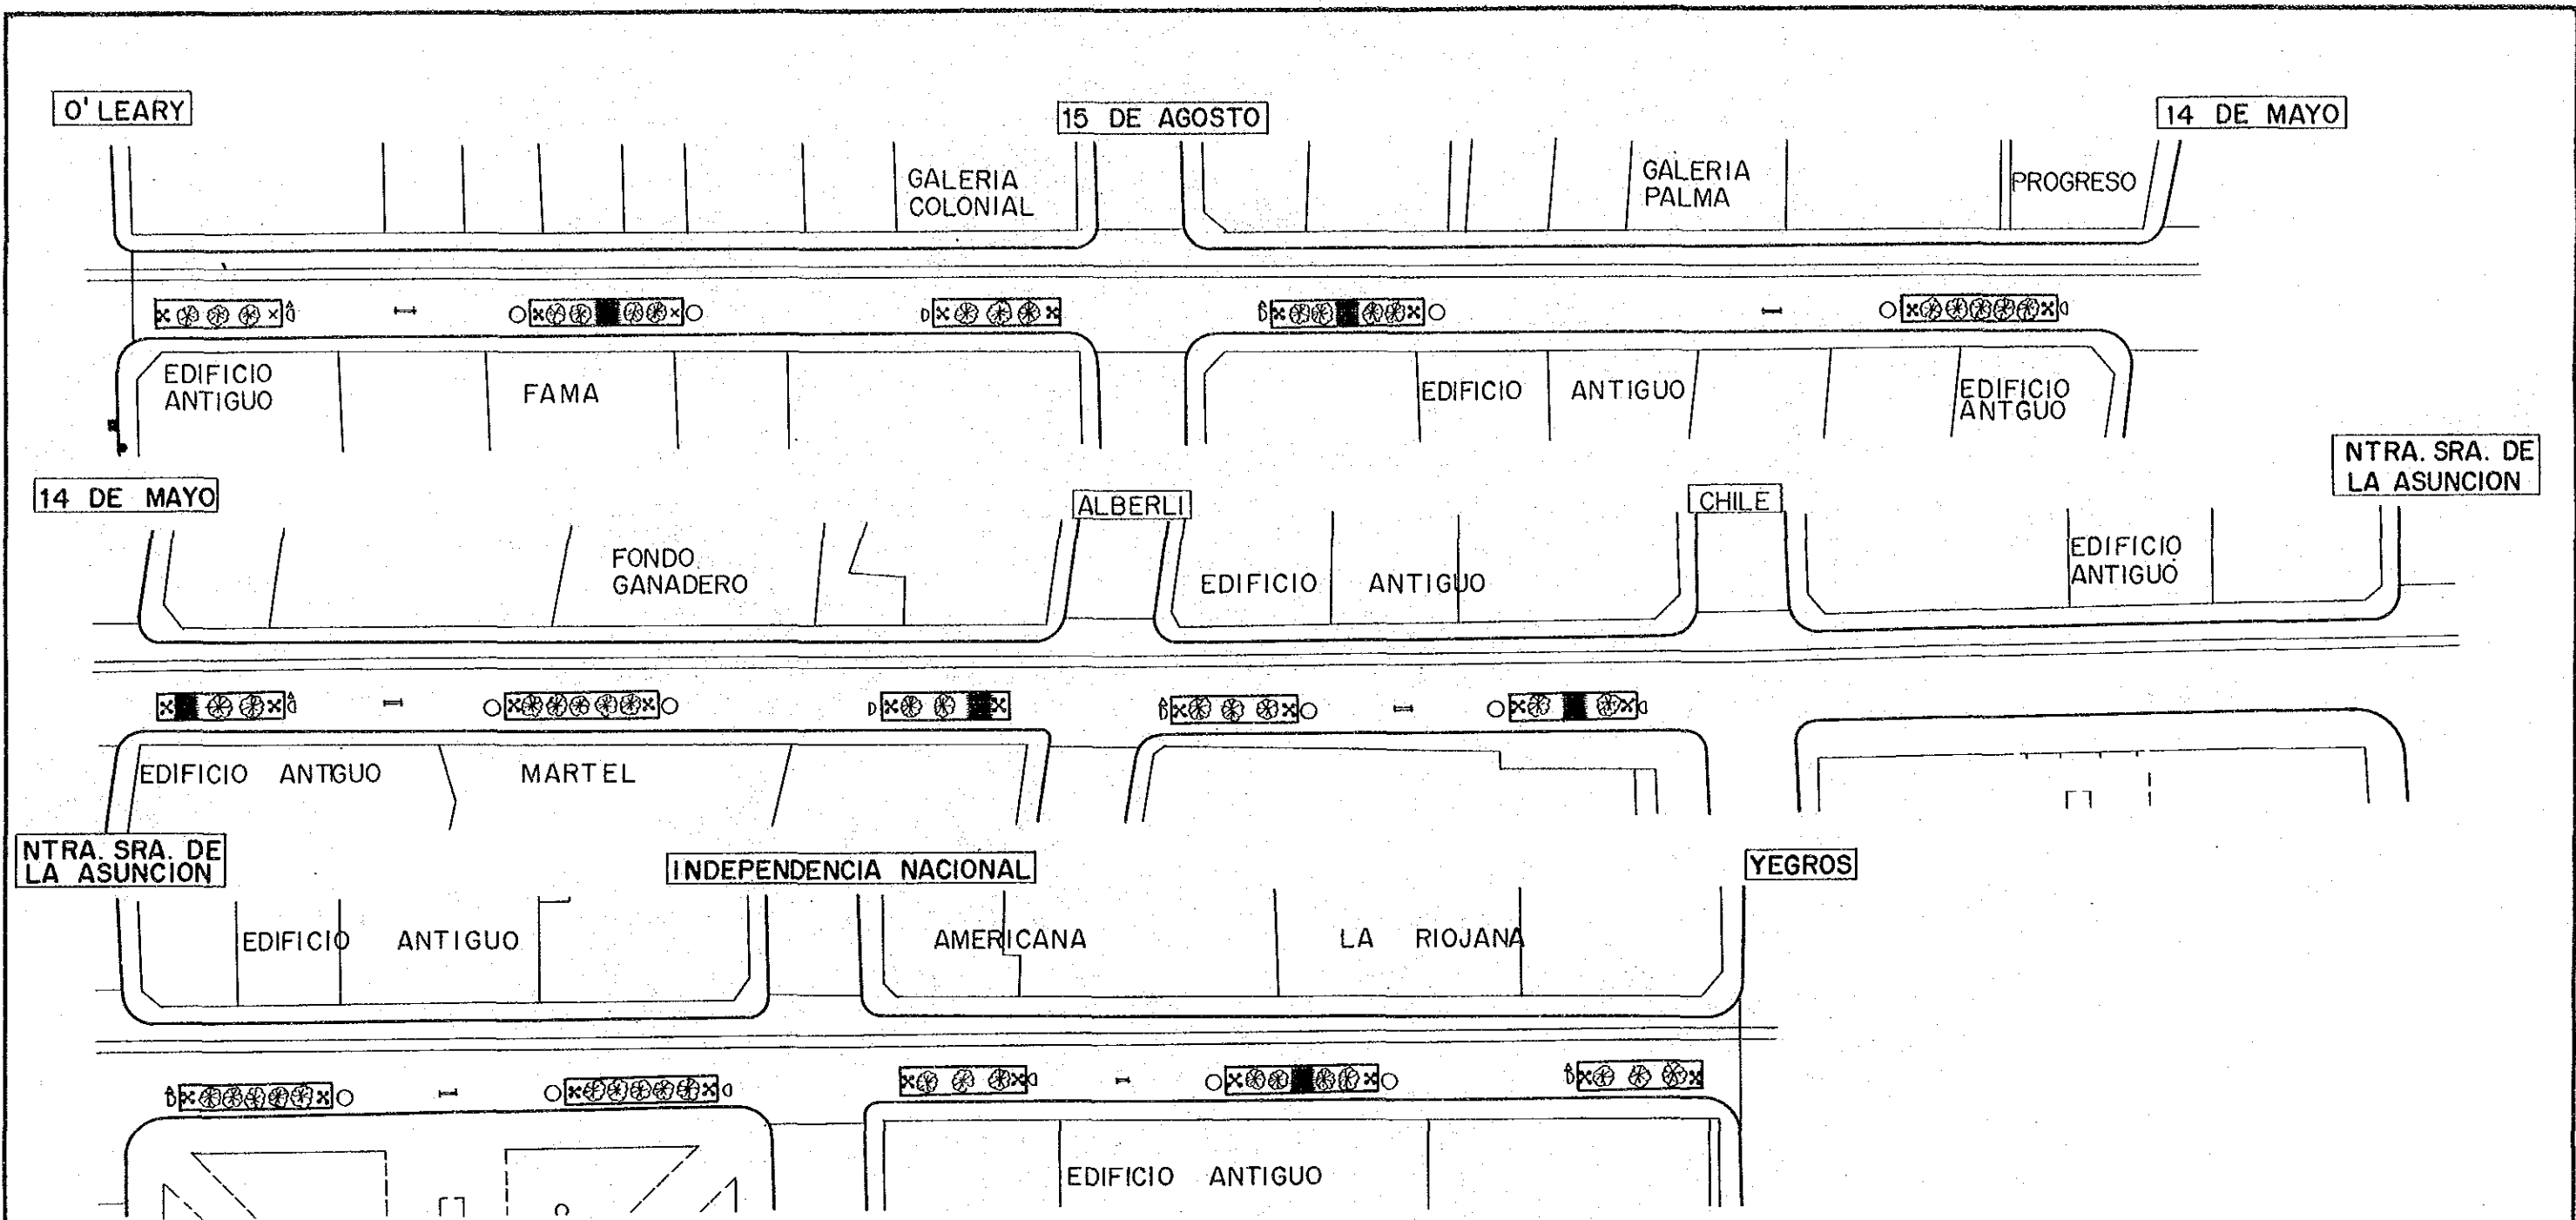 O' LEARY
15 DE AGOSTO
14 DE MAYO
GALERIA
COLONIAL
GALERIA
PALMA
PROGRESO
EDIFICIO
ANTIGUO
FAMA
EDIFICIO ANTIGUO
EDIFICIO
ANTGUO
NTRA. SRA. DE
LA ASUNCION
14 DE MAYO
ALBERLI
CHILE
FONDO
GANADERO
EDIFICIO ANTIGUO
EDIFICIO
ANTIGUO
EDIFICIO ANTIGUO
MARTEL
NTRA. SRA. DE
LA ASUNCION
INDEPENDENCIA NACIONAL
YEGROS
EDIFICIO ANTIGUO
AMERICANA
LA RIOJANA
EDIFICIO ANTIGUO